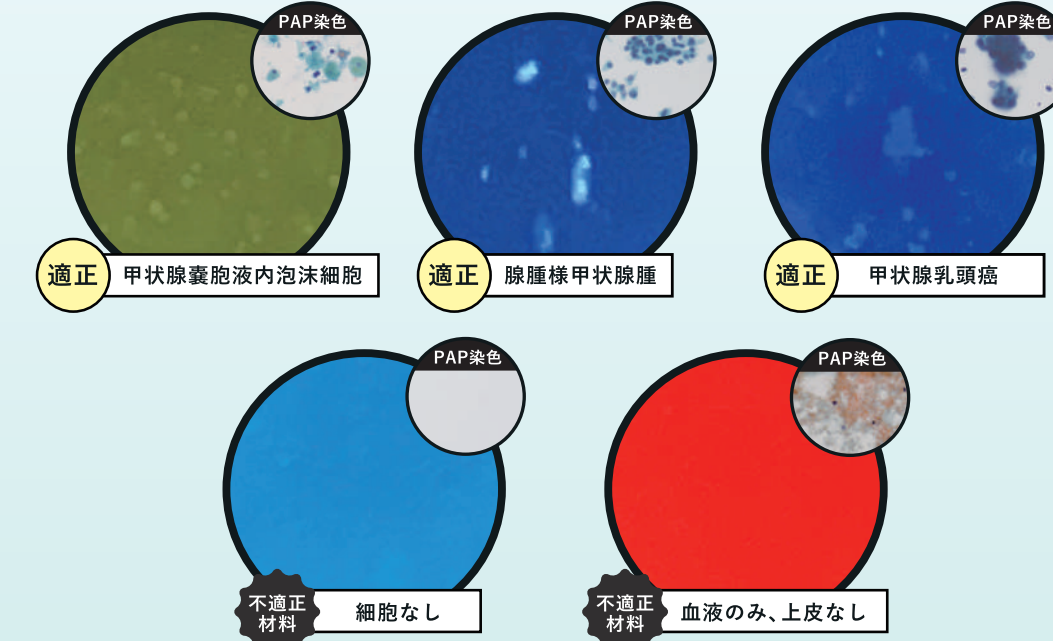 PAP染色
PAP染色
PAP染色
適正
甲状腺嚢胞液内泡沫細胞
適正
腺腫様甲状腺腫
適正
甲状腺乳頭癌
PAP染色
PAP染色
不適正
材料
細胞なし
不適正
材料
血液のみ、上皮なし